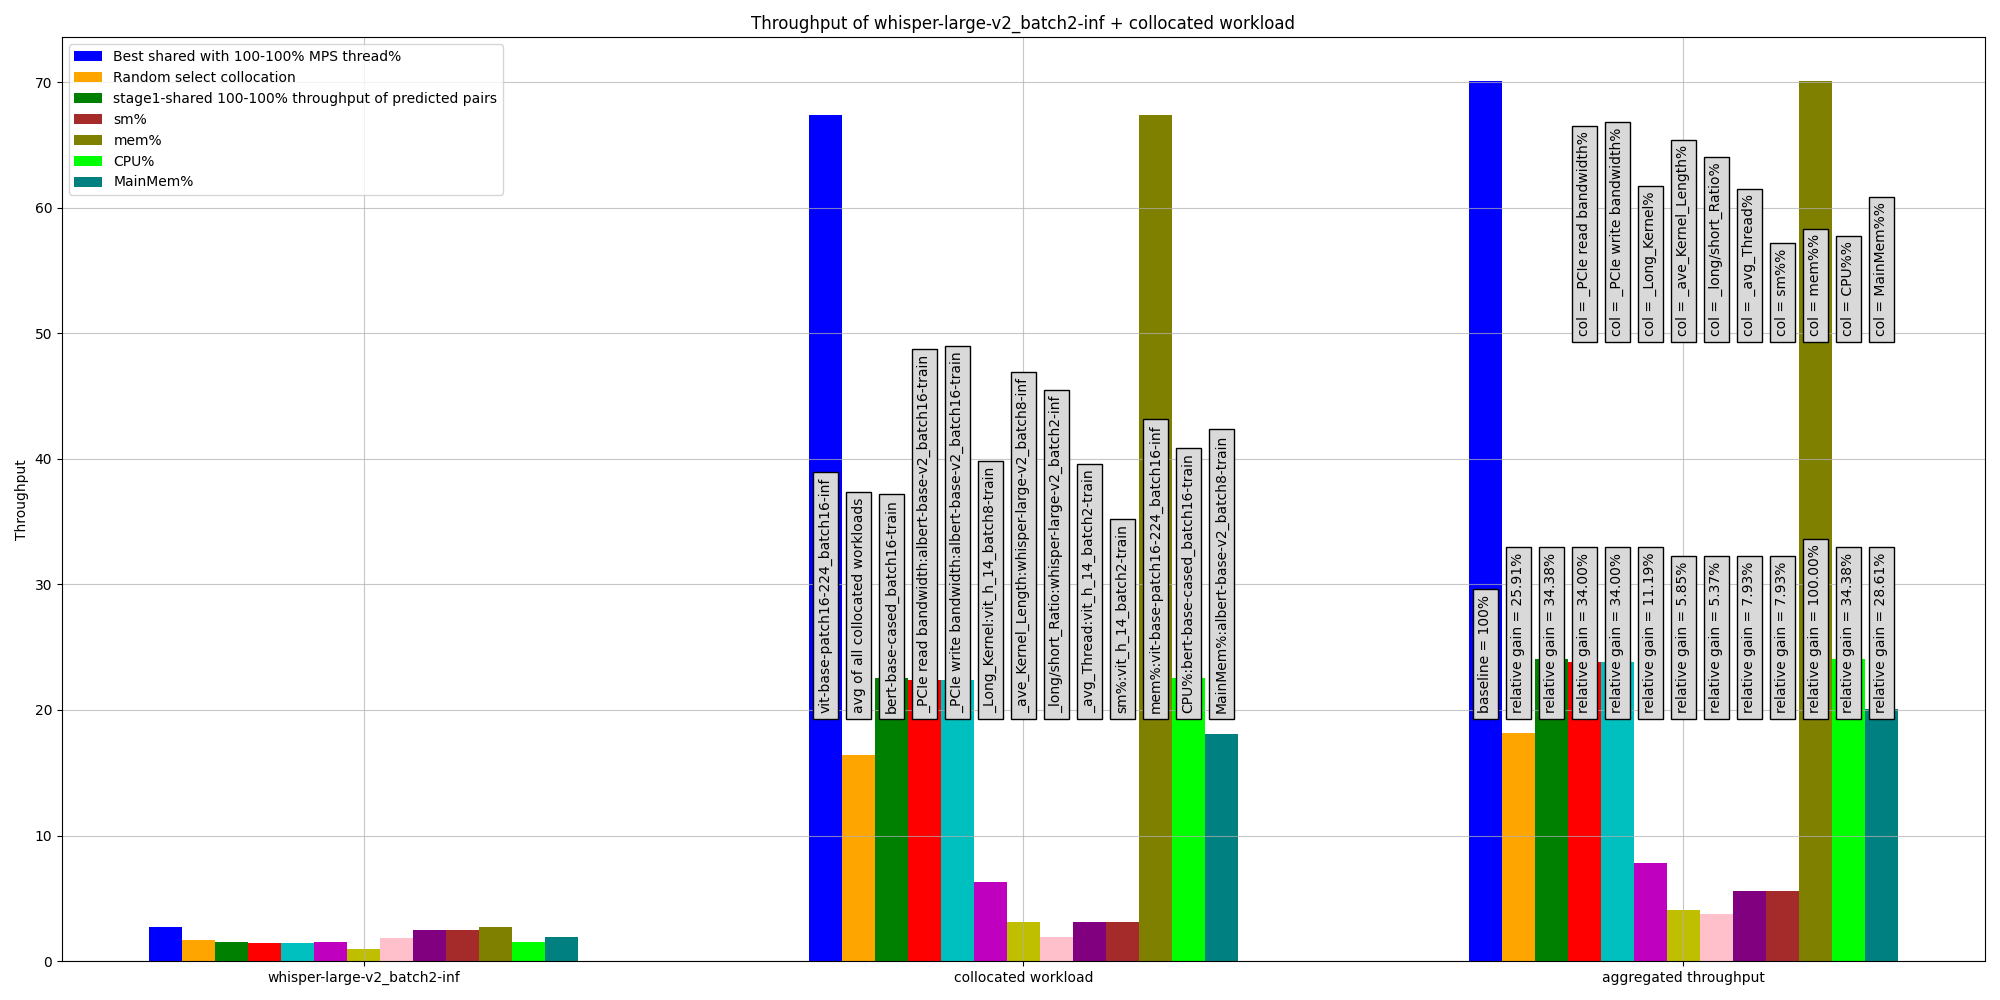 Throughput of whisper-large-v2_batch2-inf + collocated workload
Best shared with 100-100% MPS thread%
Random select collocation
stage1-shared 100-100% throughput of predicted pairs
sm%
mem%
CPU%
MainMem%
Throughput
70
60
50
40
30
20
10
0
vit-base-patch16-224_batch16-inf
avg of all collocated workloads
bert-base-cased_batch16-train
_PCIe read bandwidth:albert-base-v2_batch16-train
_PCIe write bandwidth:albert-base-v2_batch16-train
_Long_Kernel:vit_h_14_batch8-train
_ave_Kernel_Length:whisper-large-v2_batch8-inf
_long/short_Ratio:whisper-large-v2_batch2-inf
_avg_Thread:vit_h_14_batch2-train
sm%:vit_h_14_batch2-train
mem%:vit-base-patch16-224_batch16-inf
CPU%:bert-base-cased_batch16-train
MainMem%:albert-base-v2_batch8-train
col = _PCIe read bandwidth%
col = _PCIe write bandwidth%
col = _Long_Kernel%
col = _ave_Kernel_Length%
col = _long/short_Ratio%
col = _avg_Thread%
col = sm%%
col = mem%%
col = CPU%%
col = MainMem%%
baseline = 100%
relative gain = 25.91%
relative gain = 34.38%
relative gain = 34.00%
relative gain = 34.00%
relative gain = 11.19%
relative gain = 5.85%
relative gain = 5.37%
relative gain = 7.93%
relative gain = 7.93%
relative gain = 100.00%
relative gain = 34.38%
relative gain = 28.61%
whisper-large-v2_batch2-inf
collocated workload
aggregated throughput